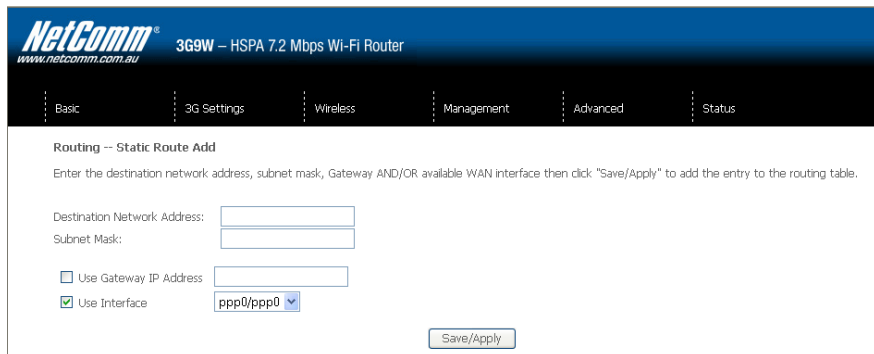 NetComm®
www.netcomm.com.au
3G9W – HSPA 7.2 Mbps Wi-Fi Router
Basic 3G Settings Wireless Management Advanced Status
Routing -- Static Route Add
Enter the destination network address, subnet mask, Gateway AND/OR available WAN interface then click "Save/Apply" to add the entry to the routing table.
Destination Network Address:
Subnet Mask:
Use Gateway IP Address
Use Interface ppp0/ppp0
Save/Apply